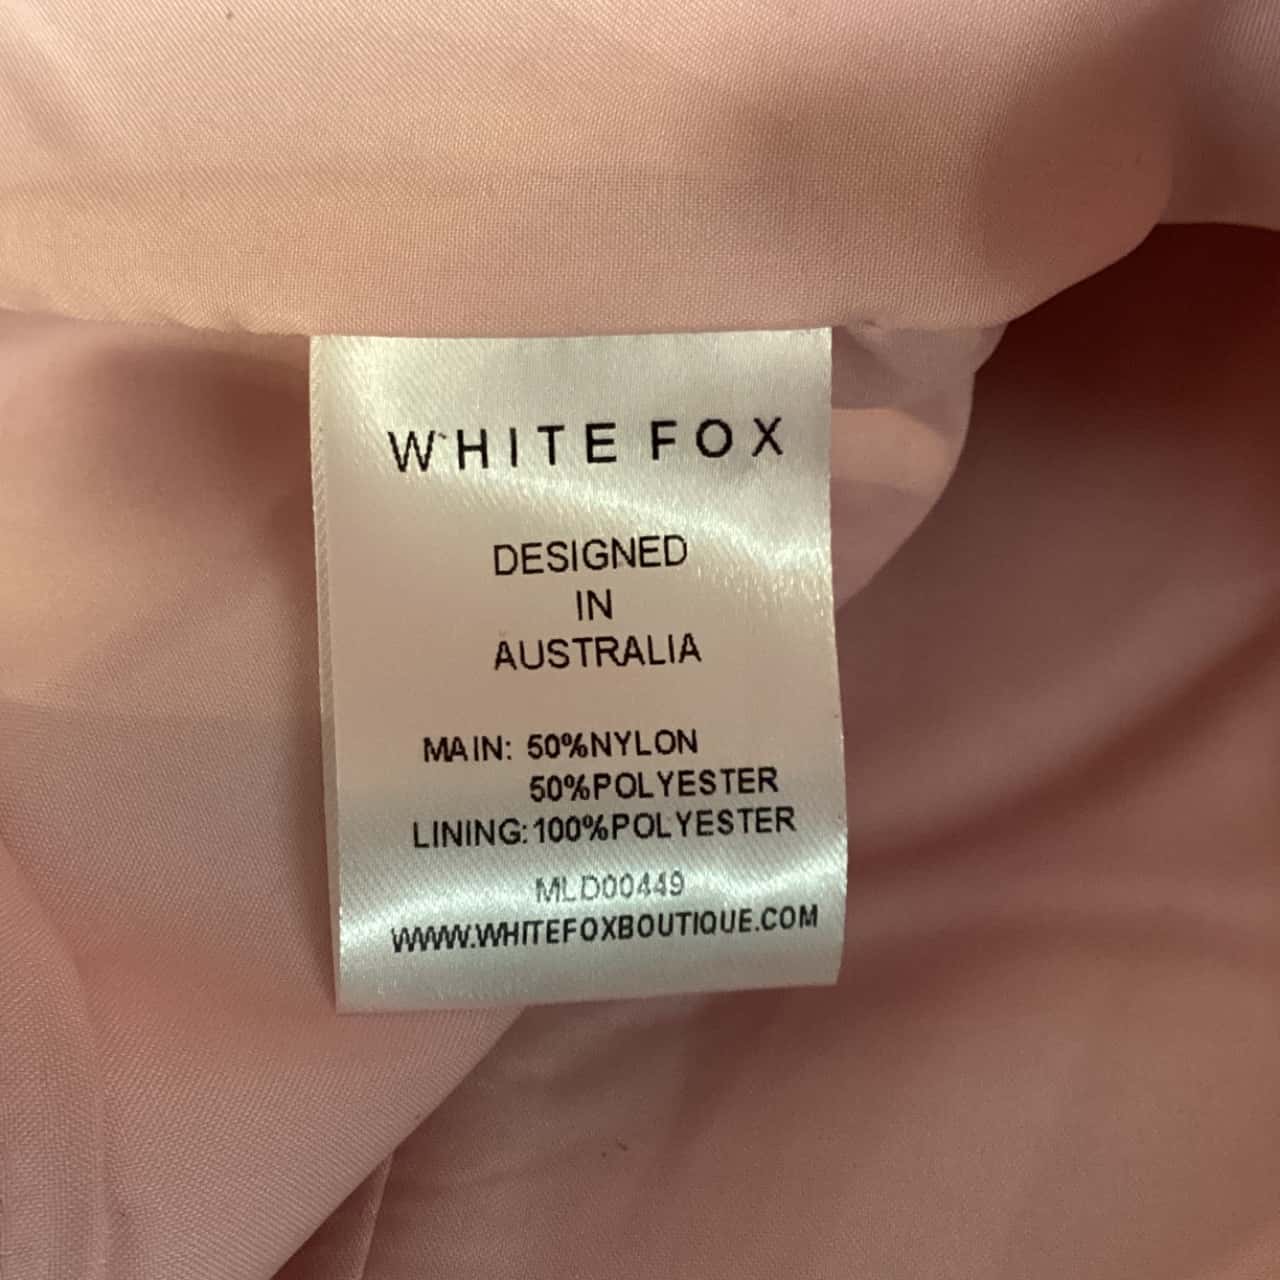 WHITE FOX
DESIGNED
IN
AUSTRALIA
MAIN: 50%NYLON
50%POLYESTER
LINING:100%POLYESTER
MLD00449
WWW.WHITEFOXBOUTIQUE.COM